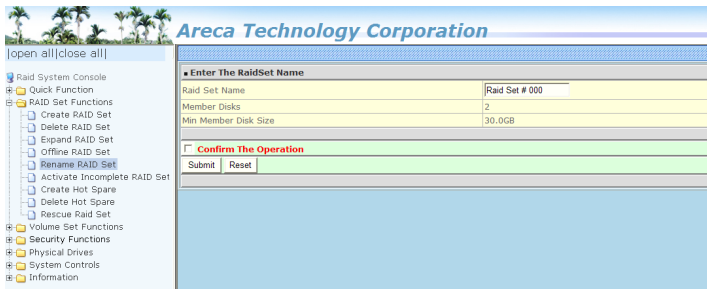 Areca Technology Corporation
|open all|close all|
Raid System Console
Quick Function
RAID Set Functions
Create RAID Set
Delete RAID Set
Expand RAID Set
Offline RAID Set
Rename RAID Set
Activate Incomplete RAID Set
Create Hot Spare
Delete Hot Spare
Rescue Raid Set
Volume Set Functions
Security Functions
Physical Drives
System Controls
Information
Enter The RaidSet Name
Raid Set Name Raid Set # 000
Member Disks 2
Min Member Disk Size 30.0GB
Confirm The Operation
Submit Reset